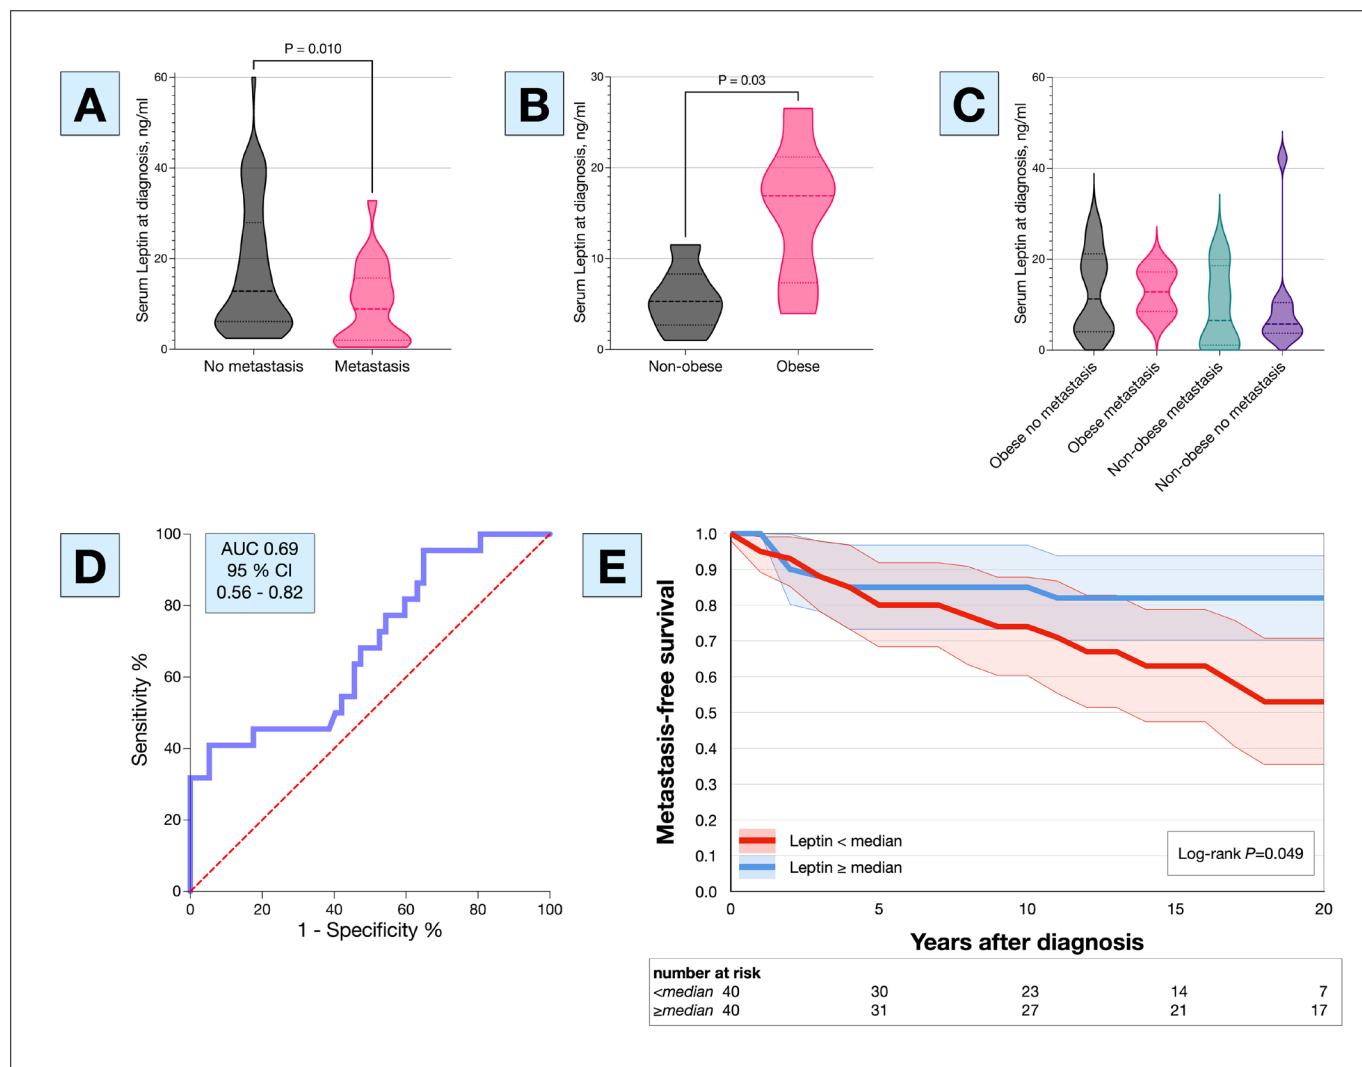 A
P = 0.010
Serum Leptin at diagnosis, ng/ml
60
40
20
0
No metastasis
Metastasis
B
P = 0.03
Serum Leptin at diagnosis, ng/ml
30
20
10
0
Non-obese
Obese
C
Serum Leptin at diagnosis, ng/ml
60
40
20
0
Obese no metastasis
Obese metastasis
Non-obese metastasis
Non-obese no metastasis
D
AUC 0.69
95 % CI
0.56 - 0.82
Sensitivity %
100
80
60
40
20
0
0 20 40 60 80 100
1 - Specificity %
E
Metastasis-free survival
1.0
0.9
0.8
0.7
0.6
0.5
0.4
0.3
0.2
0.1
0.0
Leptin < median
Leptin ≥ median
Log-rank P=0.049
0 5 10 15 20
Years after diagnosis
number at risk
<median 40 30 23 14 7
≥median 40 31 27 21 17